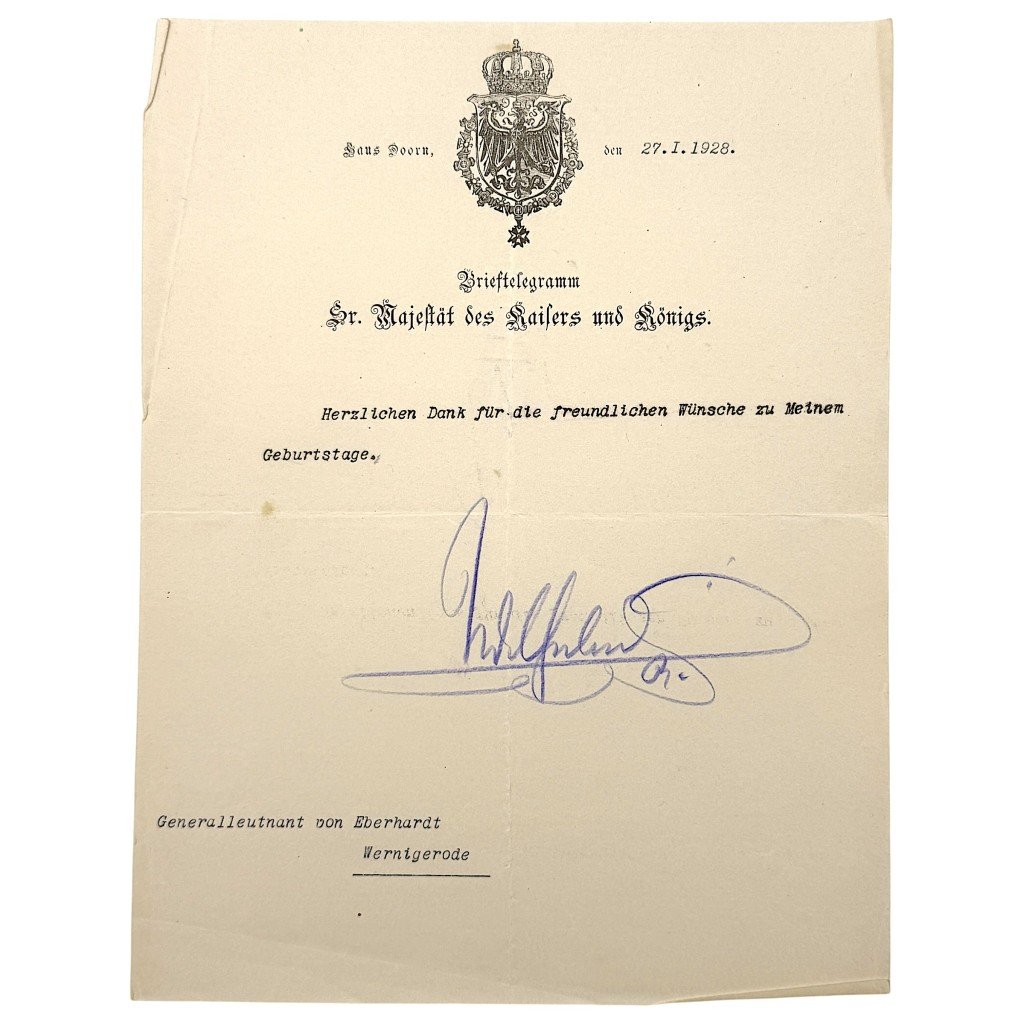 Haus Doorn, den 27.I.1928.
Brieftelegramm
Sr. Majestät des Kaisers und Königs.
Herzlichen Dank für die freundlichen Wünsche zu Meinem
Geburtstage.
Wilhelm
Generalleutnant von Eberhardt
Wernigerode